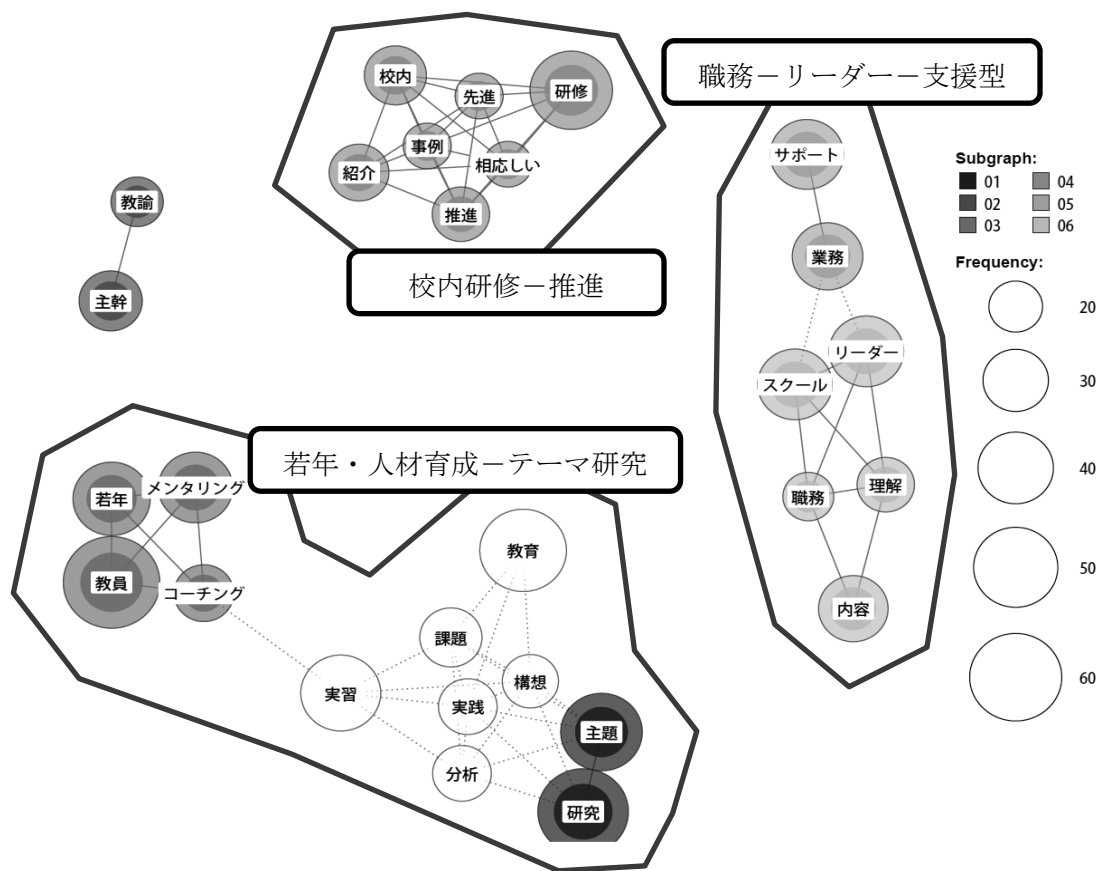 職務－リーダー－支援型
校内
先進
研修
事例
相応しい
紹介
推進
校内研修－推進
教諭
主幹
サポート
業務
リーダー
スクール
職務
理解
内容
Subgraph:
01
04
02
05
03
06
Frequency:
20
30
40
50
60
若年・人材育成－テーマ研究
若年
メンタリング
教員
コーチング
教育
課題
構想
実習
実践
主題
分析
研究